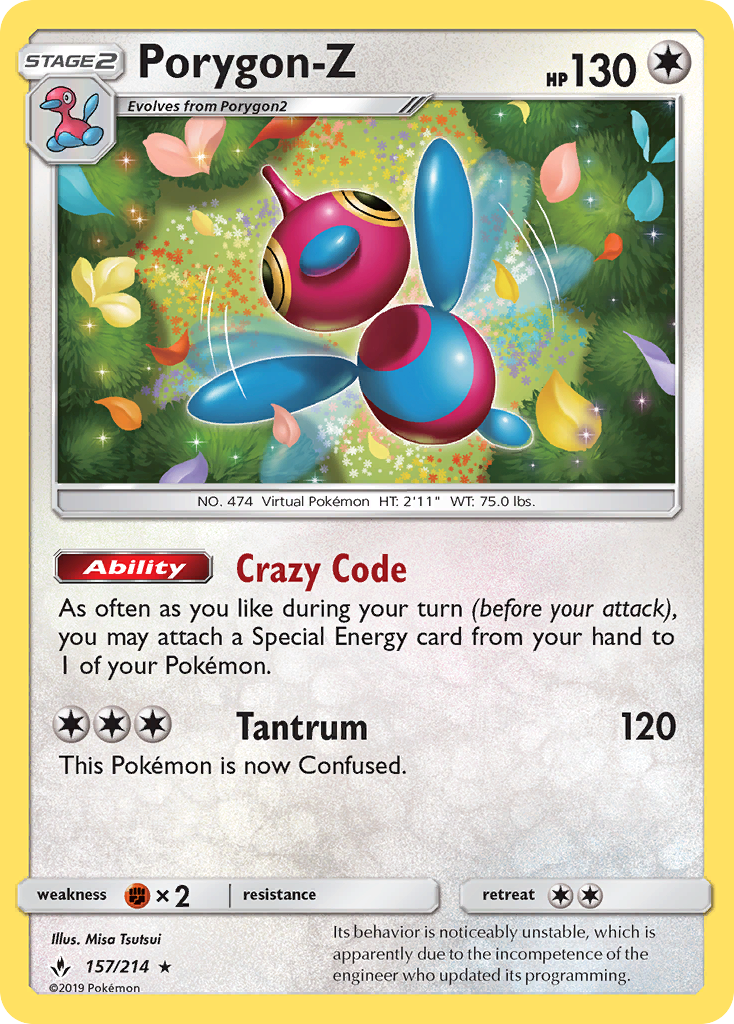 STAGE2
Porygon-Z
HP 130
Evolves from Porygon2
NO. 474 Virtual Pokémon HT: 2'11" WT: 75.0 lbs.
Ability Crazy Code
As often as you like during your turn (before your attack),
you may attach a Special Energy card from your hand to
1 of your Pokémon.
Tantrum 120
This Pokémon is now Confused.
weakness ×2 resistance retreat
Illus. Misa Tsutsui
157/214 ★
©2019 Pokémon
Its behavior is noticeably unstable, which is
apparently due to the incompetence of the
engineer who updated its programming.